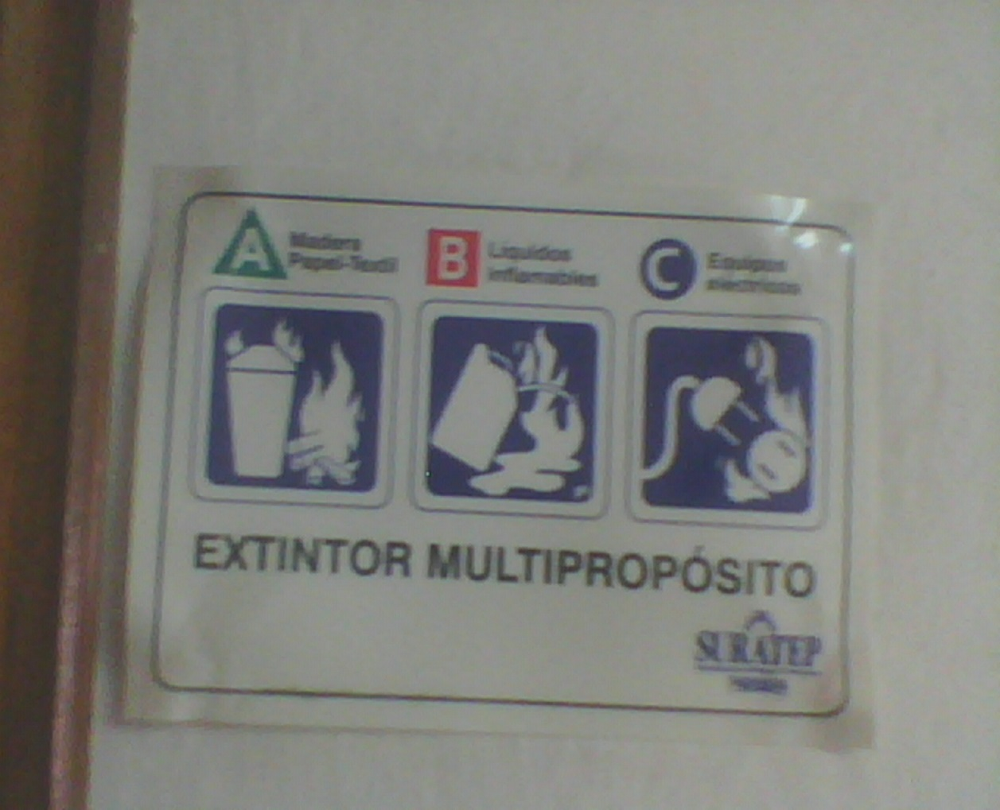 A Madera
Papel-Textil
B Líquidos
inflamables
C Equipos
eléctricos
EXTINTOR MULTIPROPÓSITO
SURATEP